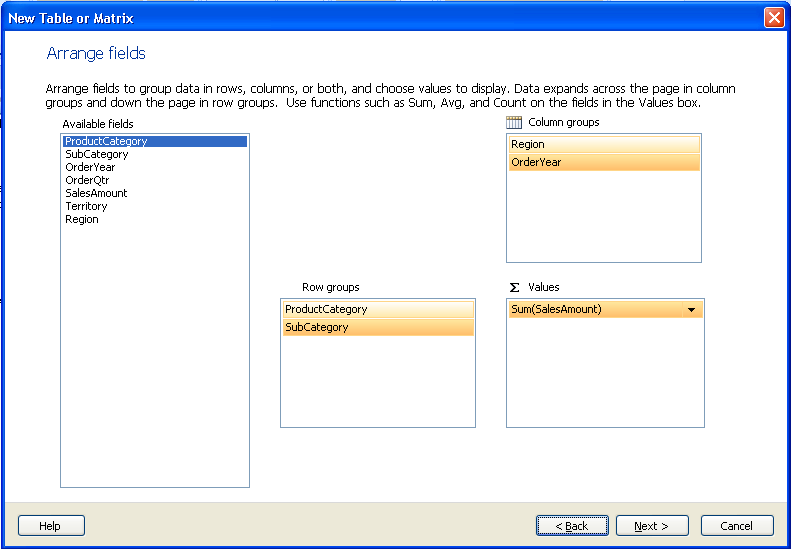 New Table or Matrix
Arrange fields
Arrange fields to group data in rows, columns, or both, and choose values to display. Data expands across the page in column
groups and down the page in row groups.  Use functions such as Sum, Avg, and Count on the fields in the Values box.
Available fields
ProductCategory
SubCategory
OrderYear
OrderQtr
SalesAmount
Territory
Region
Column groups
Region
OrderYear
Row groups
ProductCategory
SubCategory
Σ Values
Sum(SalesAmount)
Help
< Back
Next >
Cancel